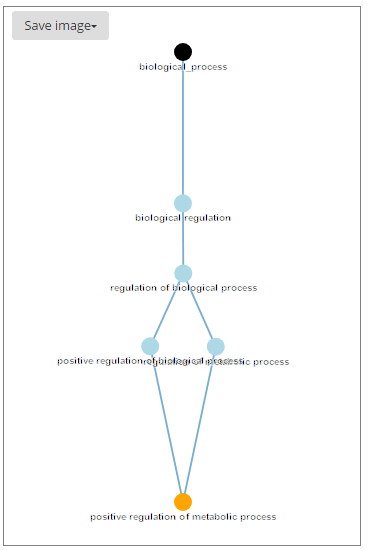 Save image
biological_process
biological regulation
regulation of biological process
positive regulation of biological process
regulation of metabolic process
positive regulation of metabolic process